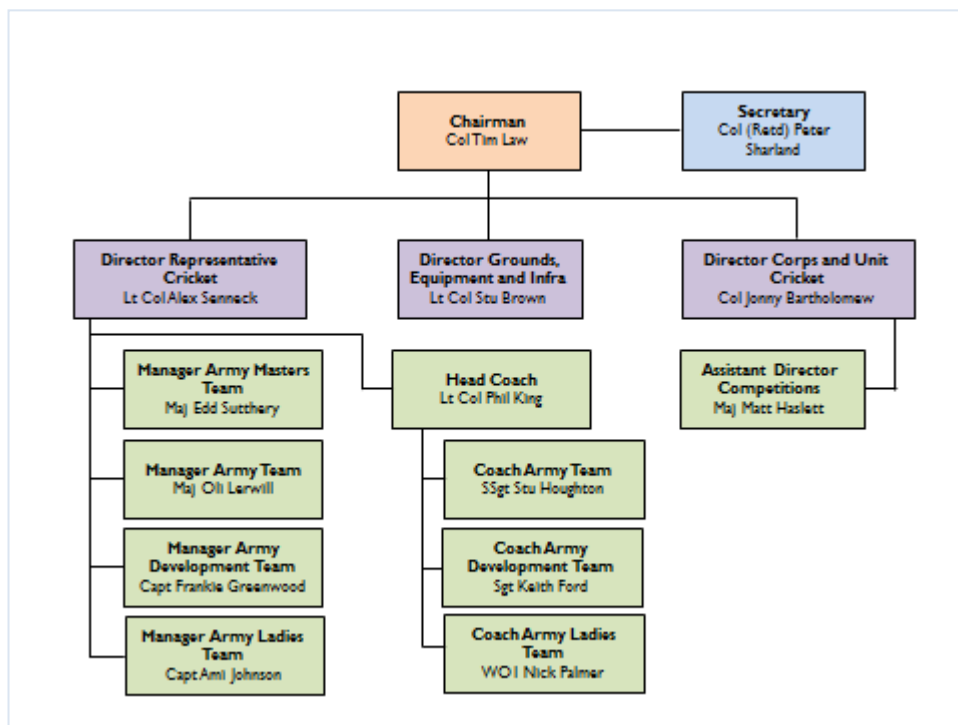 Chairman
Col Tim Law
Secretary
Col (Retd) Peter
Sharland
Director Representative
Cricket
Lt Col Alex Senneck
Director Grounds,
Equipment and Infra
Lt Col Stu Brown
Director Corps and Unit
Cricket
Col Jonny Bartholomew
Manager Army Masters
Team
Maj Edd Sutthery
Head Coach
Lt Col Phil King
Assistant Director
Competitions
Maj Matt Haslett
Manager Army Team
Maj Oli Lerwill
Coach Army Team
SSgt Stu Houghton
Manager Army
Development Team
Capt Frankie Greenwood
Coach Army
Development Team
Sgt Keith Ford
Manager Army Ladies
Team
Capt Ami Johnson
Coach Army Ladies
Team
WO1 Nick Palmer